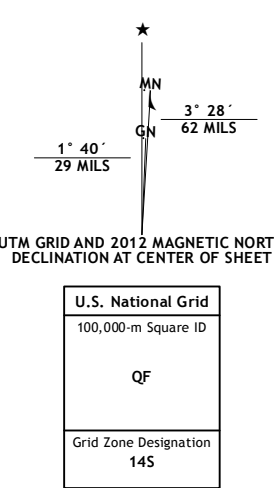 ★
MN
3° 28´
62 MILS
GN
1° 40´
29 MILS
UTM GRID AND 2012 MAGNETIC NORT
DECLINATION AT CENTER OF SHEET
U.S. National Grid
100,000-m Square ID
QF
Grid Zone Designation
14S